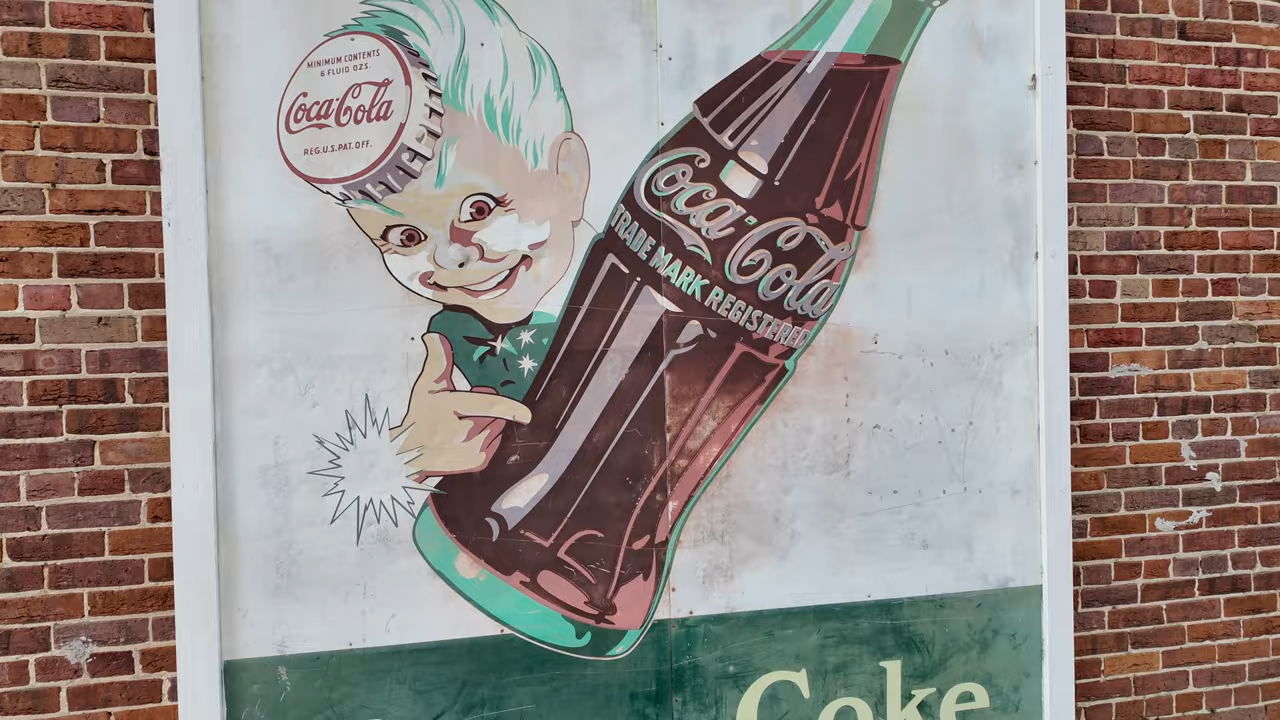 MINIMUM CONTENTS
6 FLUID OZS.
Coca-Cola
REG.U.S.PAT.OFF.
Coca-Cola
TRADE MARK REGISTERED
Coke